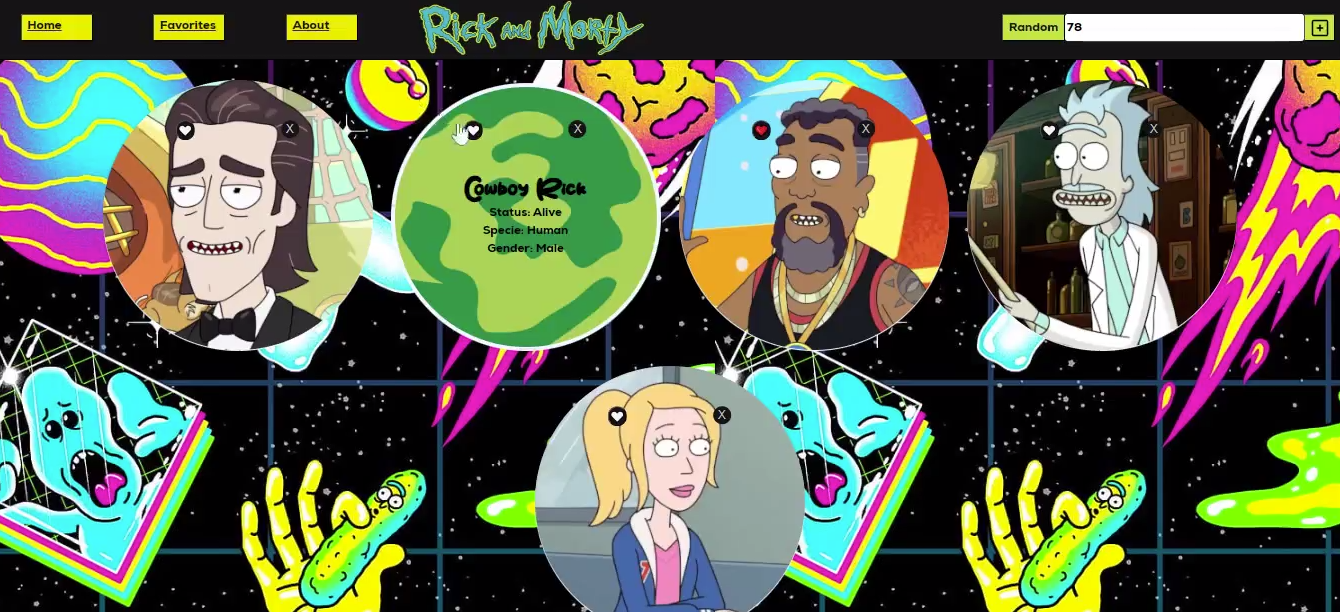 Home
Favorites
About
Rick and Morty
Random
78
X
X
X
X
Cowboy Rick
Status: Alive
Specie: Human
Gender: Male
X